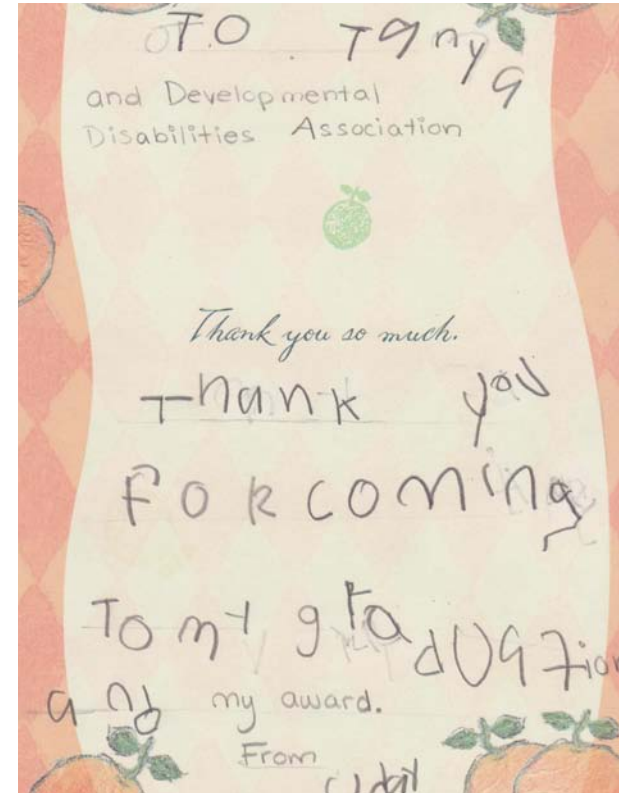 TO. Tanya
and Developmental
Disabilities Association
Thank you so much.
Thank you
FOR coming
To my graduation
and my award.
From